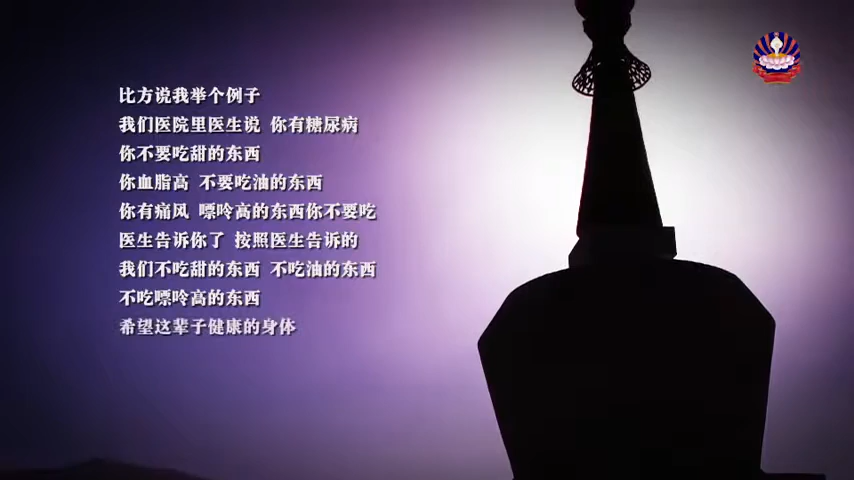 比方说我举个例子
我们医院里医生说 你有糖尿病
你不要吃甜的东西
你血脂高 不要吃油的东西
你有痛风 嘌呤高的东西你不要吃
医生告诉你了 按照医生告诉的
我们不吃甜的东西 不吃油的东西
不吃嘌呤高的东西
希望这辈子健康的身体